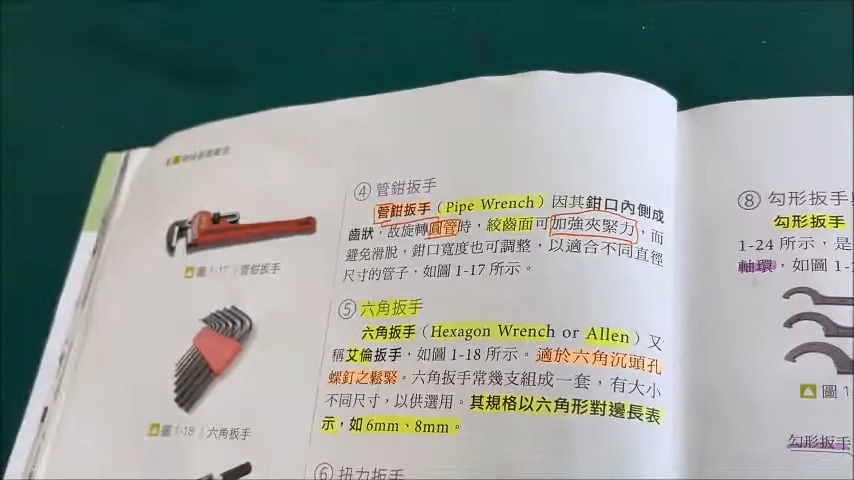 ④ 管鉗扳手
管鉗扳手（Pipe Wrench）因其鉗口內側成
齒狀，故旋轉圓管時，絞齒面可加強夾緊力，而
避免滑脫，鉗口寬度也可調整，以適合不同直徑
尺寸的管子，如圖 1-17 所示。
圖 1-17 | 管鉗扳手
⑤ 六角扳手
六角扳手（Hexagon Wrench or Allen）又
稱艾倫扳手，如圖 1-18 所示。適於六角沉頭孔
螺釘之鬆緊。六角扳手常幾支組成一套，有大小
不同尺寸，以供選用。其規格以六角形對邊長表
示，如 6mm、8mm。
圖 1-18 | 六角扳手
⑥ 扭力扳手
⑧ 勾形扳手
勾形扳手
1-24 所示，是
軸環，如圖 1-
圖 1
勾形扳手